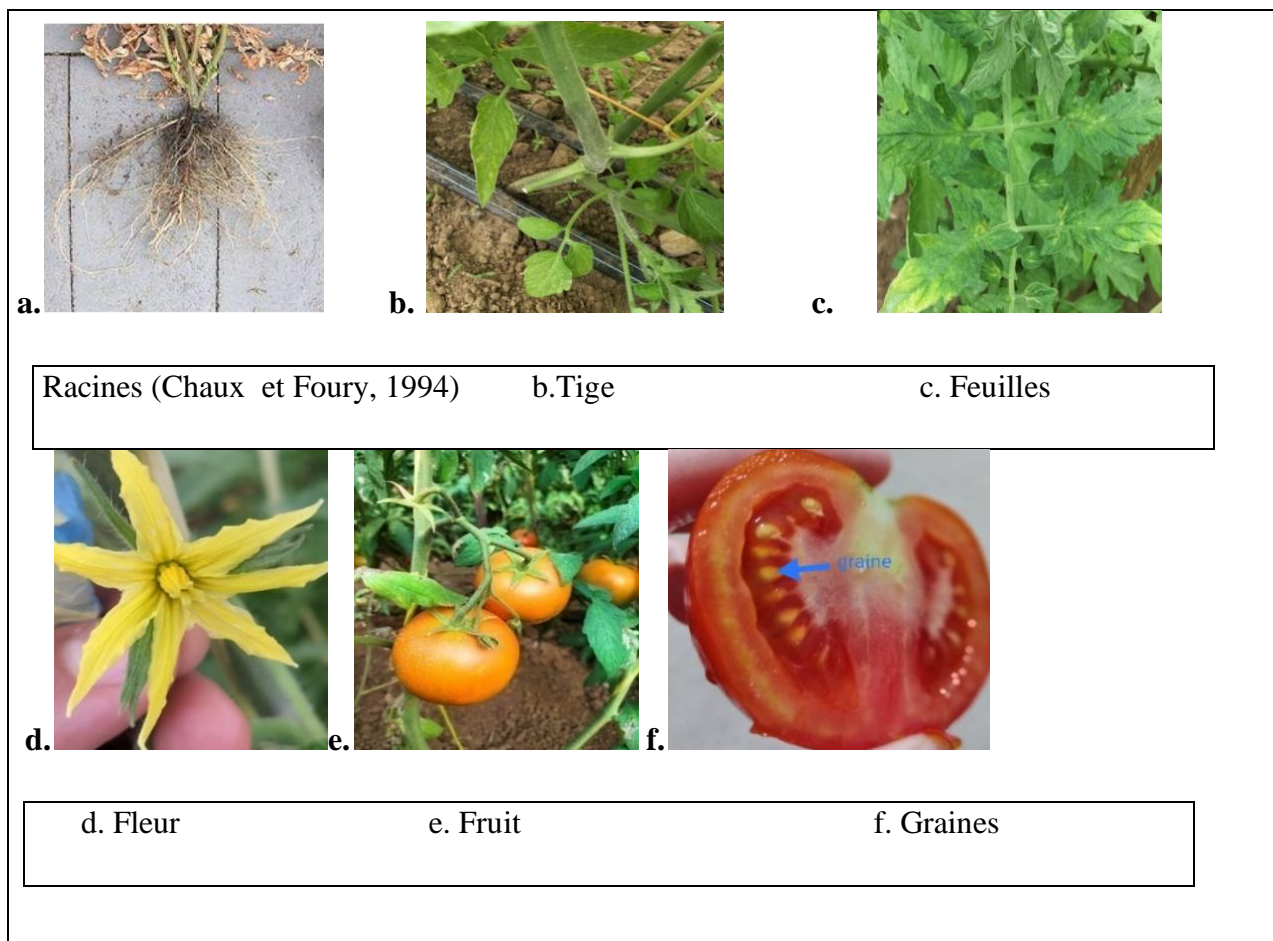 a. b. c.
Racines (Chaux et Foury, 1994) b.Tige c. Feuilles
graine
d. e. f.
d. Fleur e. Fruit f. Graines